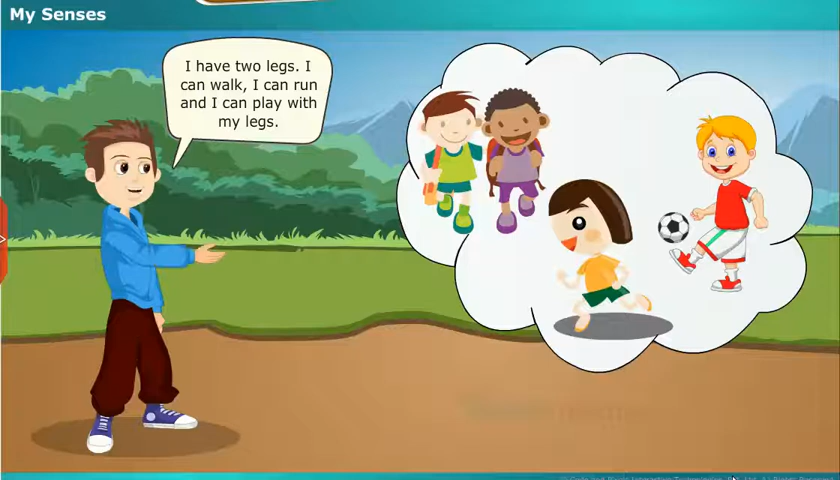 My Senses
I have two legs. I
can walk, I can run
and I can play with
my legs.